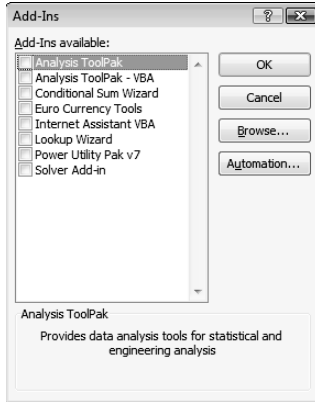 Add-Ins
?
Add-Ins available:
Analysis ToolPak
Analysis ToolPak - VBA
Conditional Sum Wizard
Euro Currency Tools
Internet Assistant VBA
Lookup Wizard
Power Utility Pak v7
Solver Add-in
OK
Cancel
Browse...
Automation...
Analysis ToolPak
Provides data analysis tools for statistical and
engineering analysis